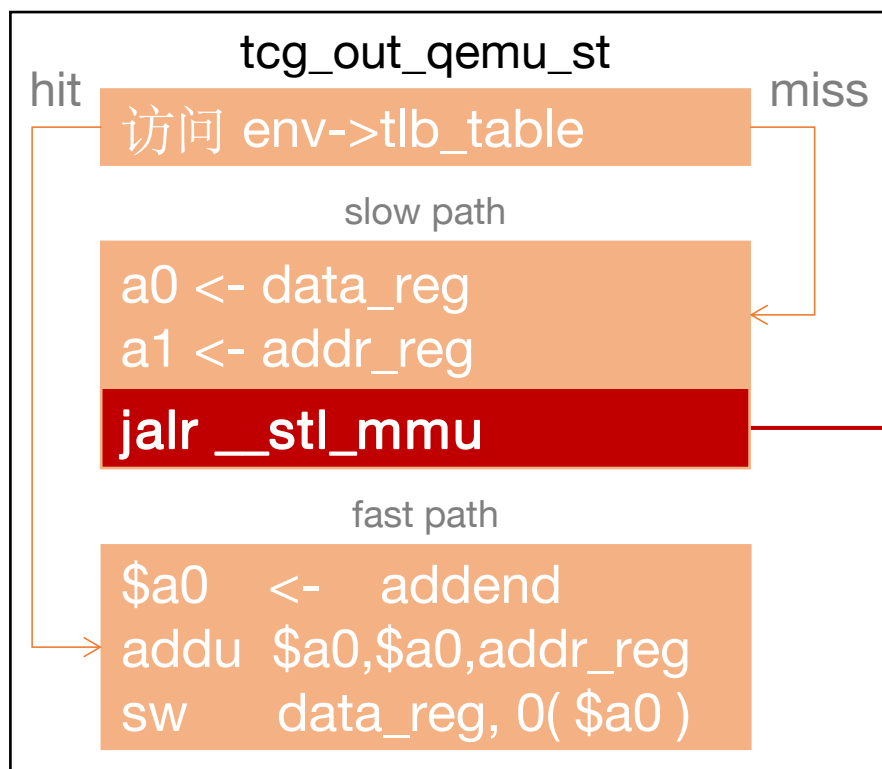 tcg_out_qemu_st
hit
miss
访问 env->tlb_table
slow path
a0 <- data_reg
a1 <- addr_reg
jalr __stl_mmu
fast path
$a0 <- addend
addu $a0,$a0,addr_reg
sw data_reg, 0( $a0 )